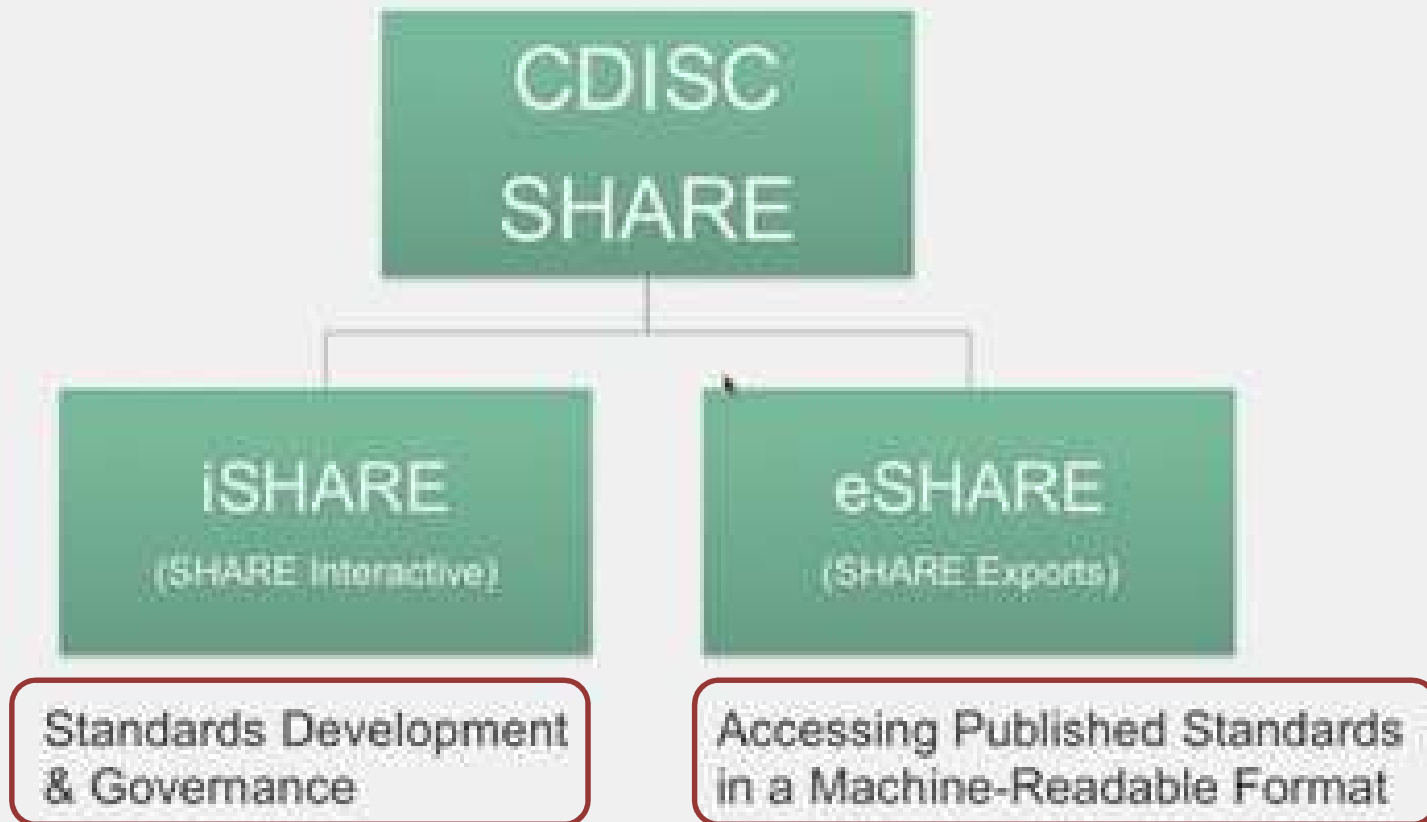 CDISC
SHARE
iSHARE
(SHARE Interactive)
eSHARE
(SHARE Exports)
Standards Development
& Governance
Accessing Published Standards
in a Machine-Readable Format